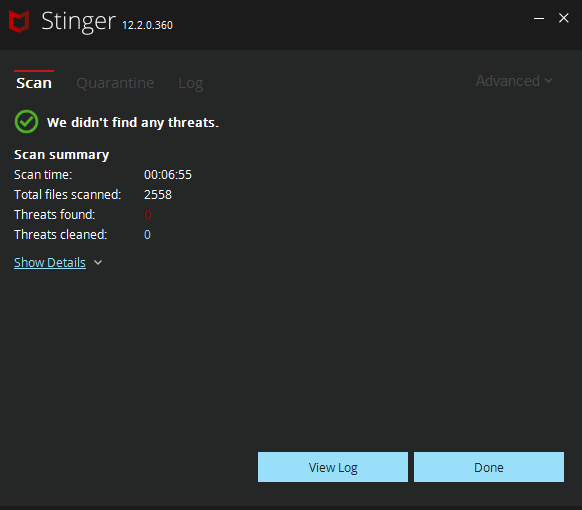 Stinger 12.2.0.360
Scan Quarantine Log Advanced
We didn't find any threats.
Scan summary
Scan time: 00:06:55
Total files scanned: 2558
Threats found: 0
Threats cleaned: 0
Show Details
View Log Done